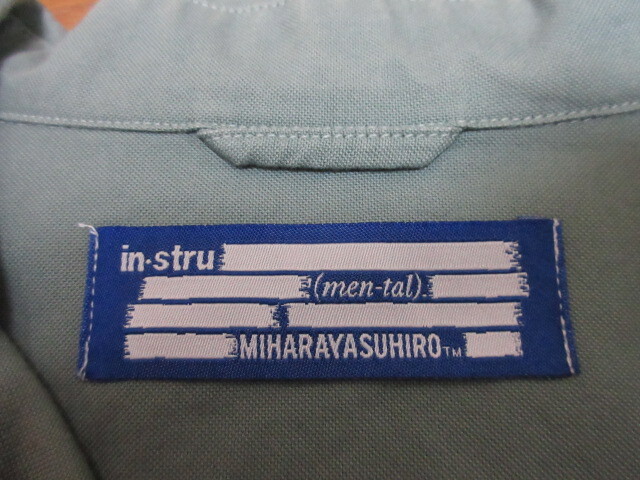 in·stru
(men-tal)
MIHARAYASUHIRO™